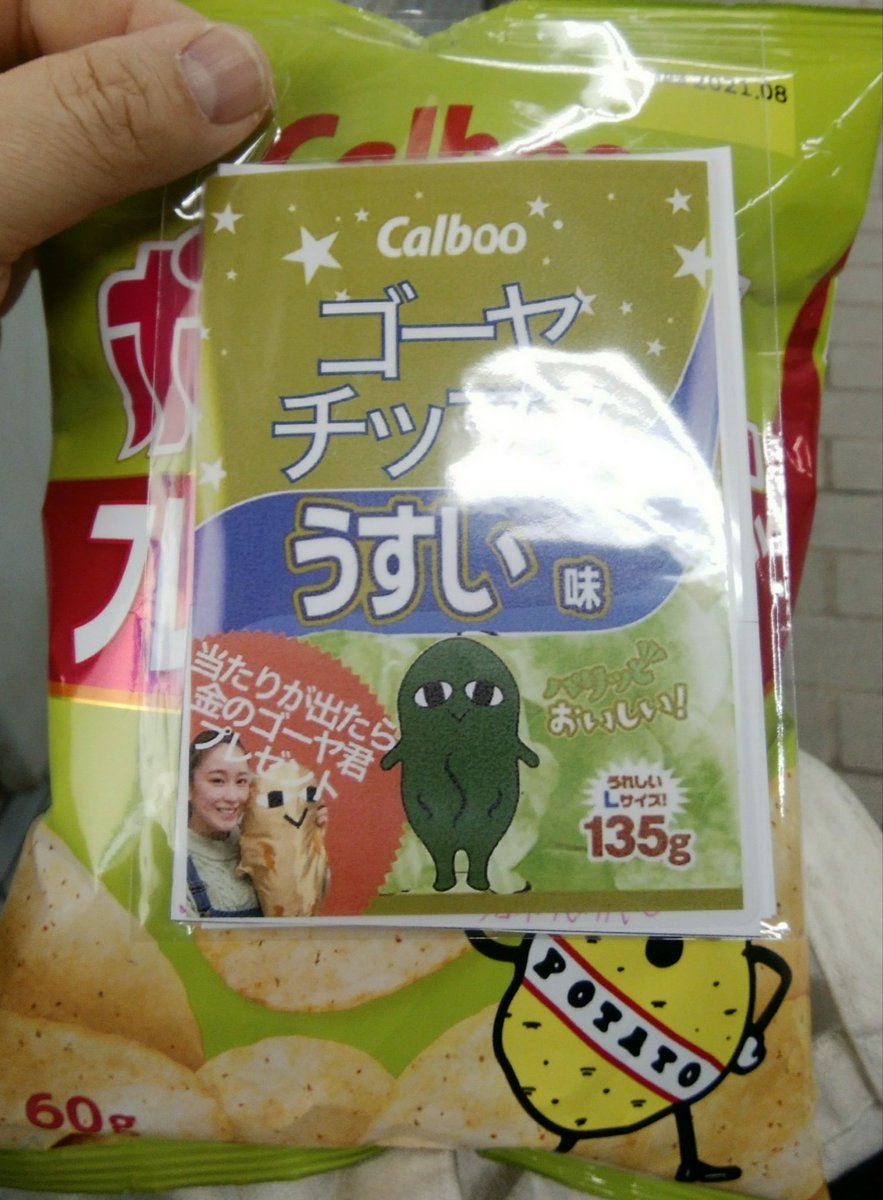 2021.08
Calboo
Calboo
ゴーヤ
チッ
うすい味
当たりが出たら
金のゴーヤ君
プレゼント
パリッと
おいしい!
うれしい
Lサイズ!
135g
POTATO
60g